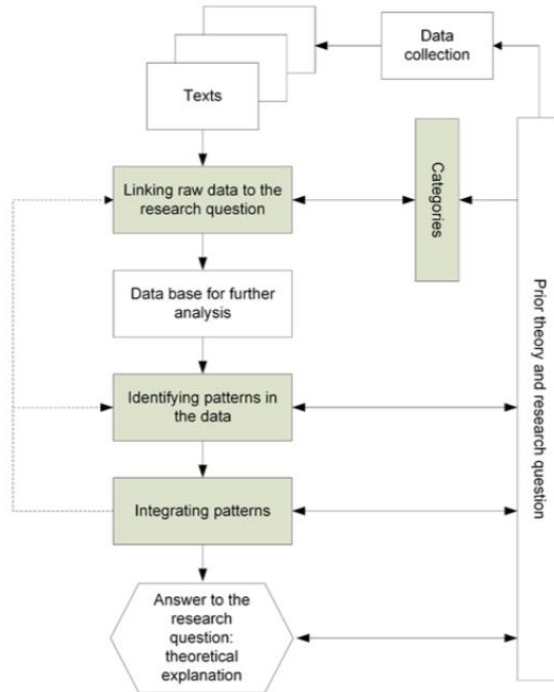 Data
collection
Texts
Linking raw data to the
research question
Categories
Data base for further
analysis
Prior theory and research question
Identifying patterns in
the data
Integrating patterns
Answer to the
research
question:
theoretical
explanation